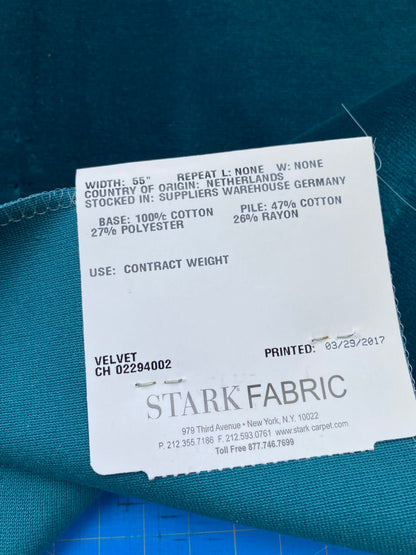 WIDTH: 55" REPEAT L: NONE W: NONE
COUNTRY OF ORIGIN: NETHERLANDS
STOCKED IN: SUPPLIERS WAREHOUSE GERMANY
BASE: 100% COTTON PILE: 47% COTTON
27% POLYESTER 26% RAYON
USE: CONTRACT WEIGHT
VELVET PRINTED: 03/29/2017
CH 02294002
STARK FABRIC
979 Third Avenue • New York, N.Y. 10022
P. 212.355.7186 F. 212.593.0761 www.starkcarpet.com
Toll Free 877.746.7699